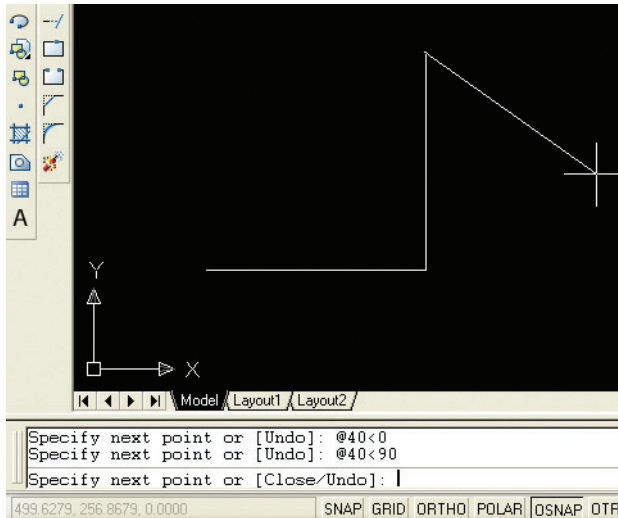 A
Y
X
Model Layout1 Layout2
Specify next point or [Undo]: @40<0
Specify next point or [Undo]: @40<90
Specify next point or [Close/Undo]:
499.6279, 256.8679, 0.0000 SNAP GRID ORTHO POLAR OSNAP OTR